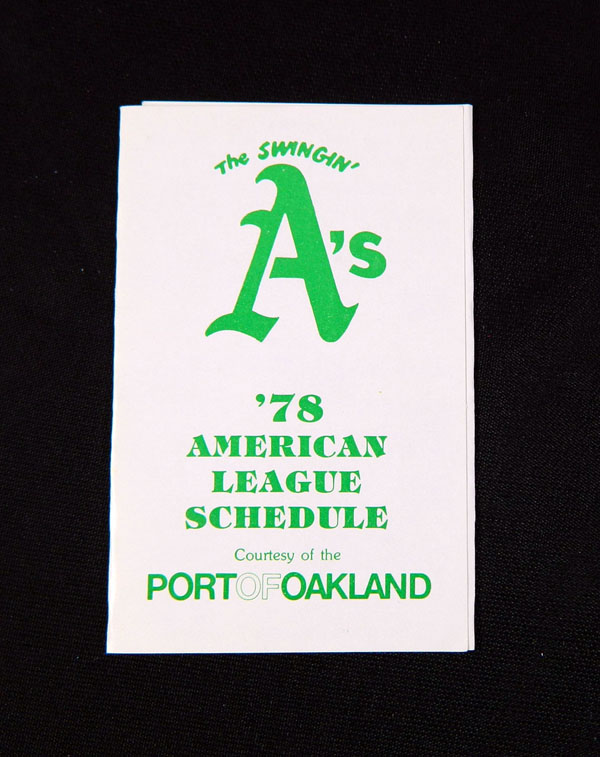 The SWINGIN'
A's
'78
AMERICAN
LEAGUE
SCHEDULE
Courtesy of the
PORTOFOAKLAND